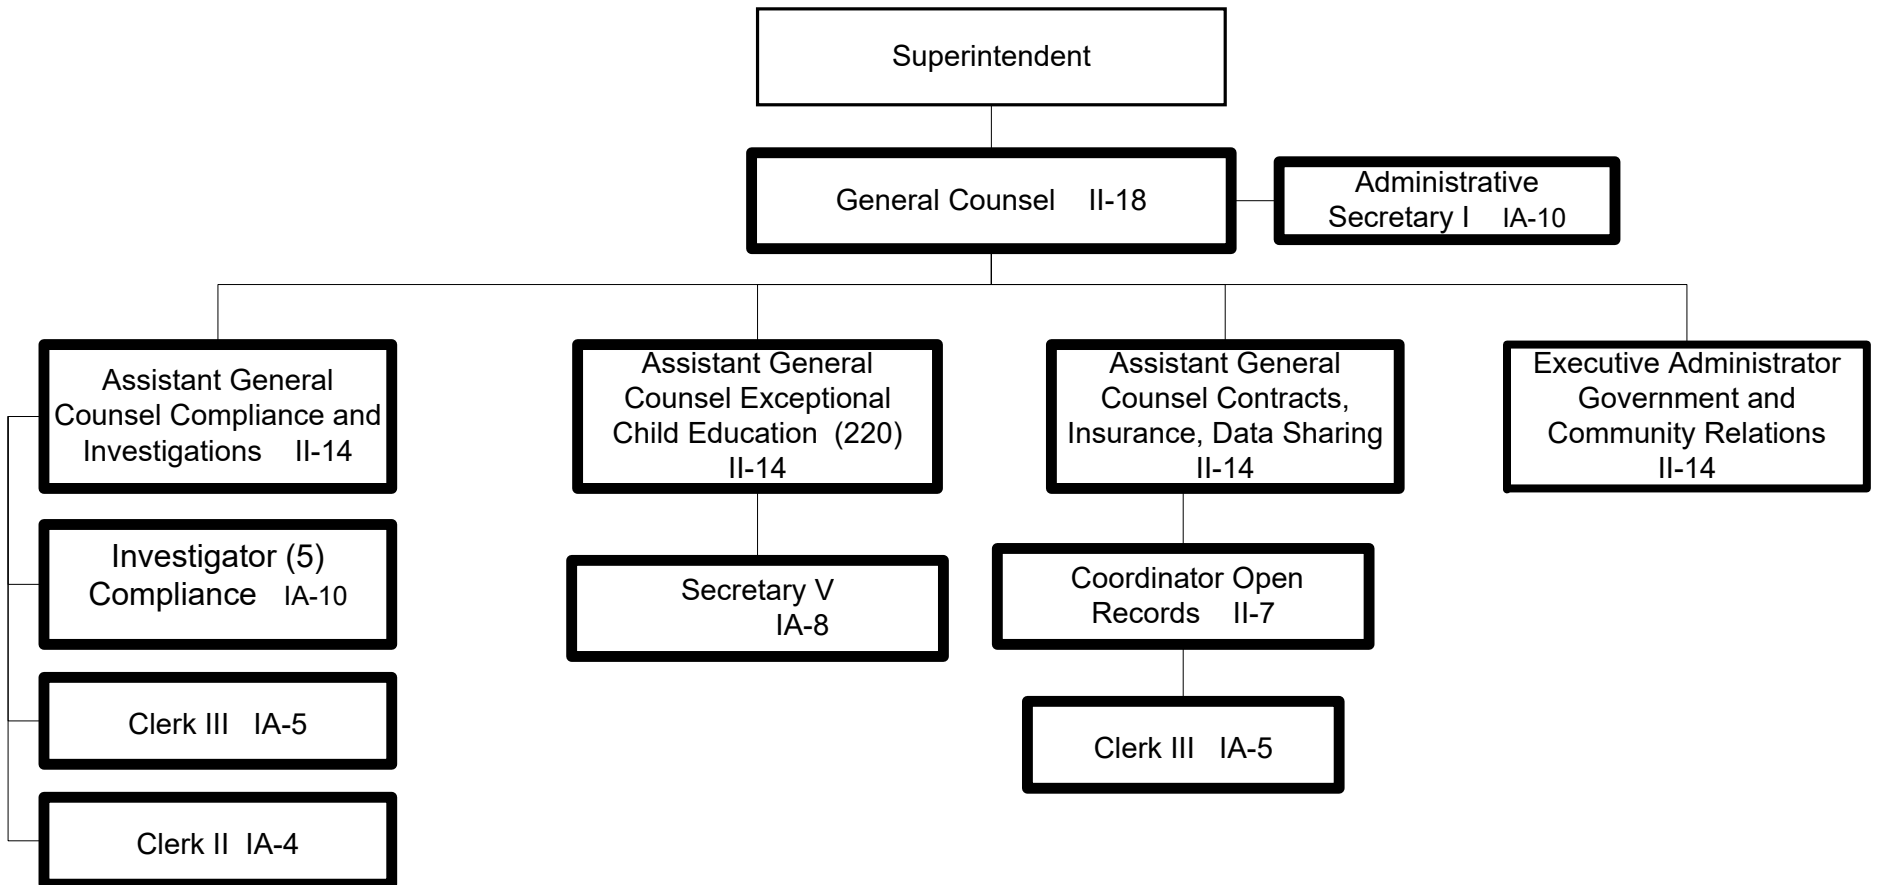 Superintendent
General Counsel II-18
Administrative
Secretary I IA-10
Assistant General
Counsel Compliance and
Investigations II-14
Assistant General
Counsel Exceptional
Child Education (220)
II-14
Assistant General
Counsel Contracts,
Insurance, Data Sharing
II-14
Executive Administrator
Government and
Community Relations
II-14
Investigator (5)
Compliance IA-10
Secretary V
IA-8
Coordinator Open
Records II-7
Clerk III IA-5
Clerk III IA-5
Clerk II IA-4